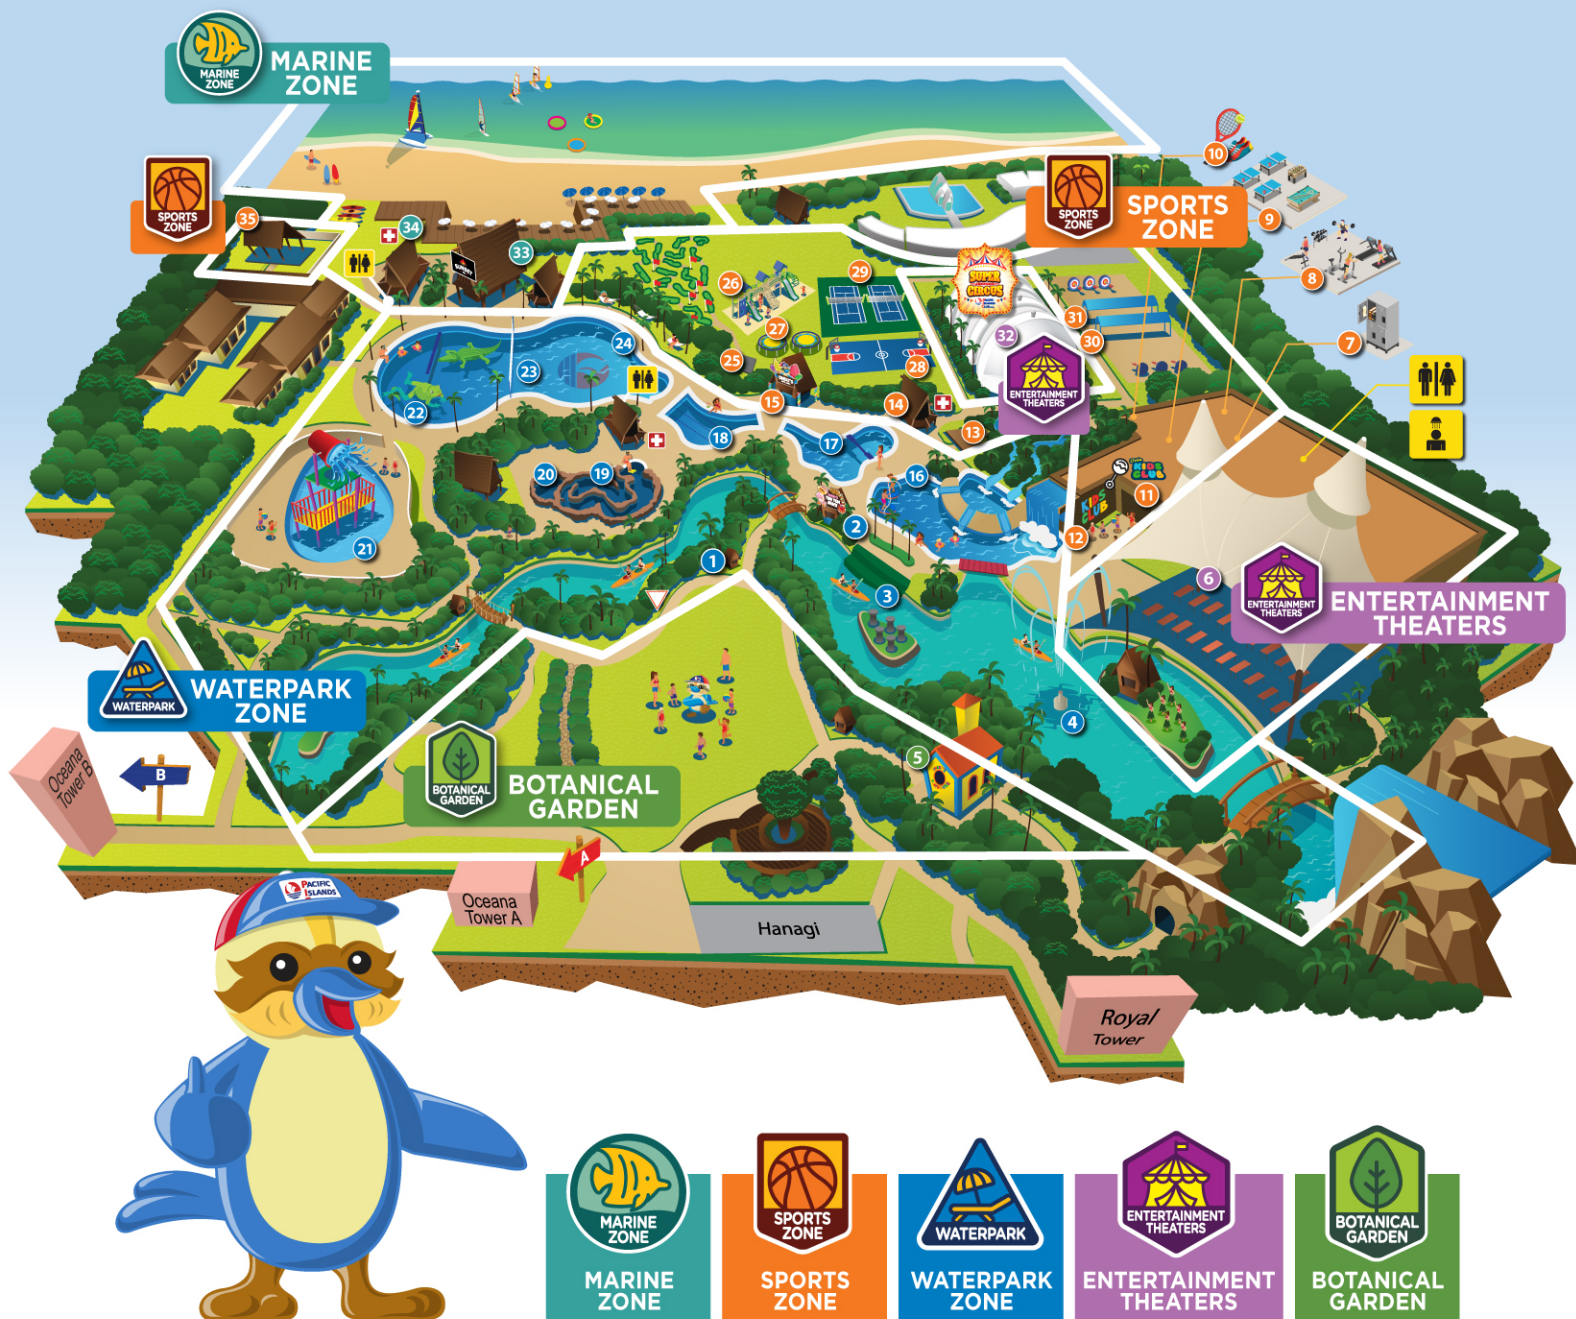 MARINE
ZONE
MARINE
ZONE
SPORTS
ZONE
35
34
33
SPORTS
ZONE
SPORTS
ZONE
10
9
8
7
SUPER
CIRCUS
26
29
27
25
28
31
30
32
ENTERTAINMENT
THEATERS
24
23
22
15
14
13
18
17
16
20
19
21
KIDS
CLUB
KIDS
CLUB
11
12
1
2
3
6
4
5
ENTERTAINMENT
THEATERS
ENTERTAINMENT
THEATERS
WATERPARK
WATERPARK
ZONE
BOTANICAL
GARDEN
BOTANICAL
GARDEN
Oceana
Tower B
B
A
Oceana
Tower A
Hanagi
Royal
Tower
PACIFIC
ISLANDS
MARINE
ZONE
MARINE
ZONE
SPORTS
ZONE
SPORTS
ZONE
WATERPARK
WATERPARK
ZONE
ENTERTAINMENT
THEATERS
ENTERTAINMENT
THEATERS
BOTANICAL
GARDEN
BOTANICAL
GARDEN